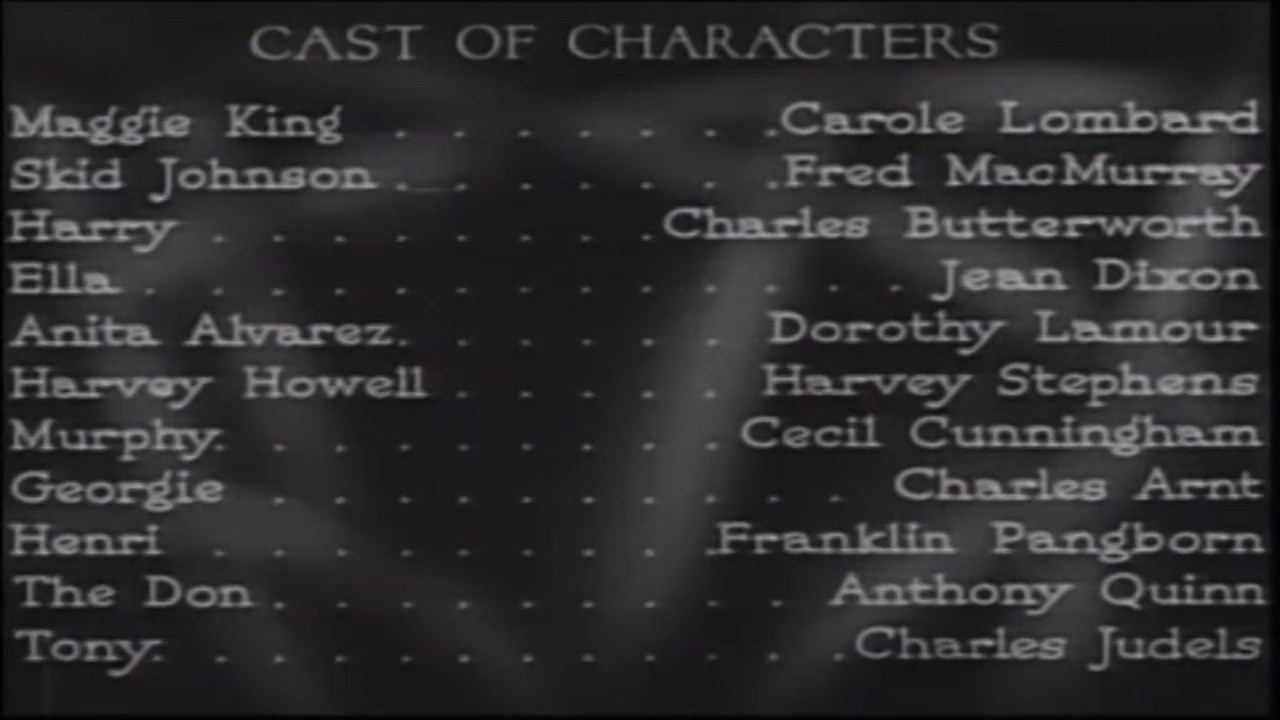 CAST OF CHARACTERS
Maggie King . . . . . . .Carole Lombard
Skid Johnson . . . . . . .Fred MacMurray
Harry . . . . . . . .Charles Butterworth
Ella . . . . . . . . . . . . . Jean Dixon
Anita Alvarez. . . . . . Dorothy Lamour
Harvey Howell . . . . . Harvey Stephens
Murphy. . . . . . . . . Cecil Cunningham
Georgie . . . . . . . . . . Charles Arnt
Henri . . . . . . . . .Franklin Pangborn
The Don . . . . . . . . . Anthony Quinn
Tony. . . . . . . . . . . .Charles Judels